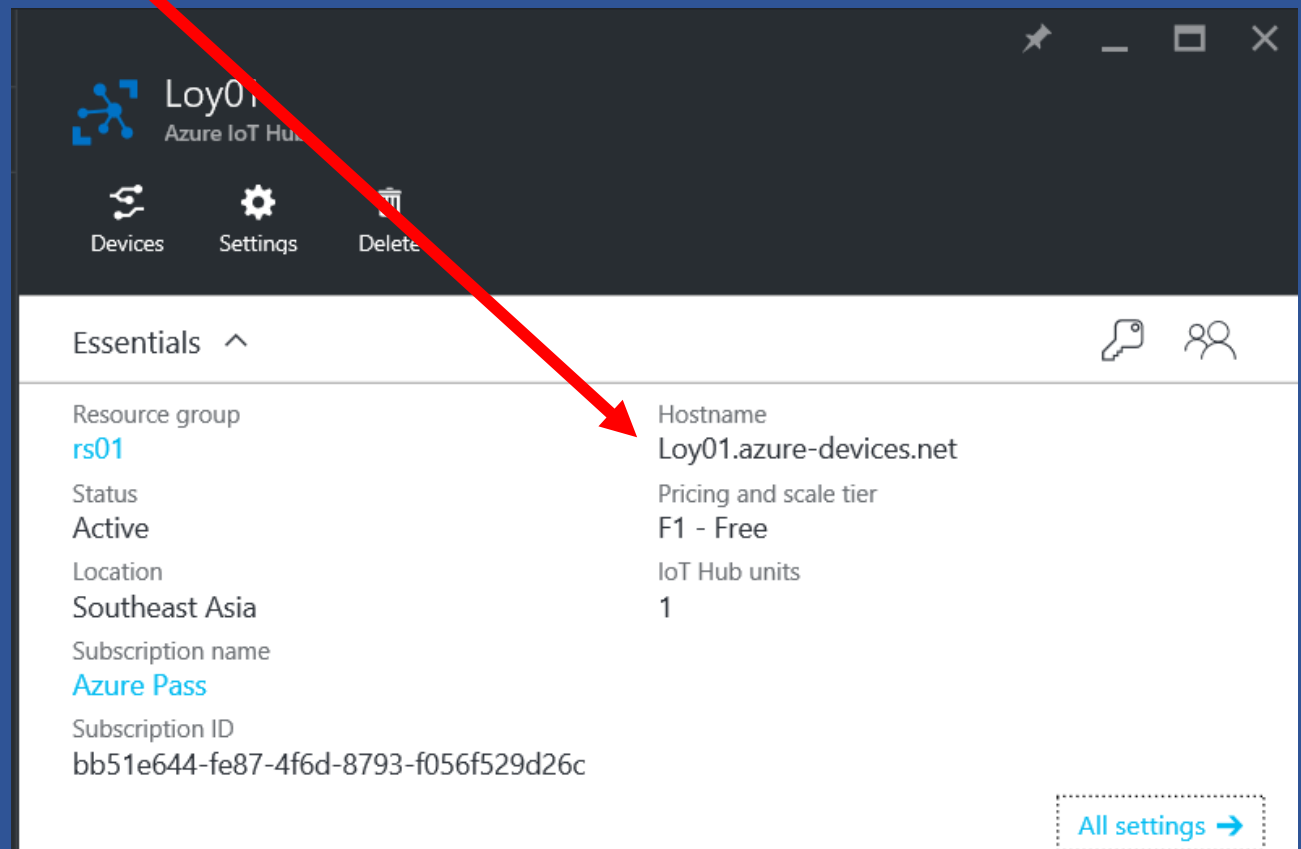 Loy01
Azure IoT Hub
Devices
Settings
Delete
Essentials
Resource group
rs01
Status
Active
Location
Southeast Asia
Subscription name
Azure Pass
Subscription ID
bb51e644-fe87-4f6d-8793-f056f529d26c
Hostname
Loy01.azure-devices.net
Pricing and scale tier
F1 - Free
IoT Hub units
1
All settings